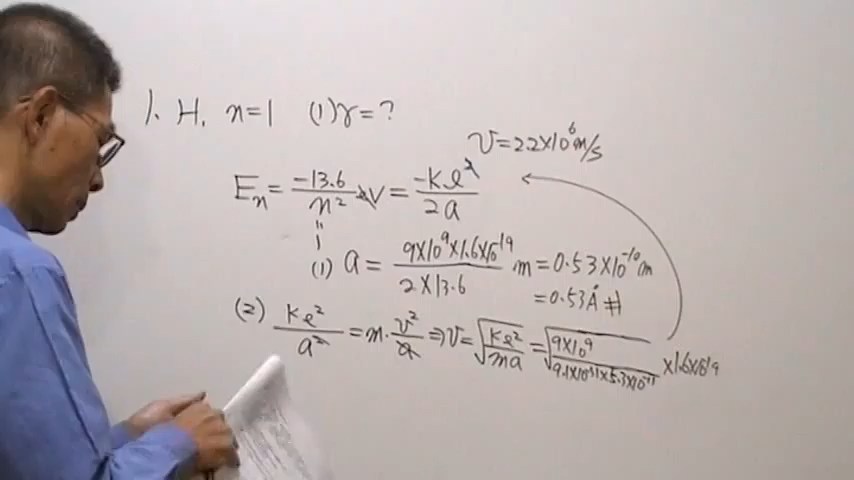 1. H, n=1 (1) r=?
v=2.2×10⁶m/s
Eₙ= -13.6/n² eV = -Ke²/2a
"
1
(1) a = 9×10⁹×1.6×10⁻¹⁹/2×13.6 m =0.53×10⁻¹⁰m
=0.53Å #
(2) Ke²/a² =m·v²/a ⇒v=√Ke²/ma =√9×10⁹/9.1×10⁻³¹×5.3×10⁻¹¹ ×1.6×10⁻¹⁹